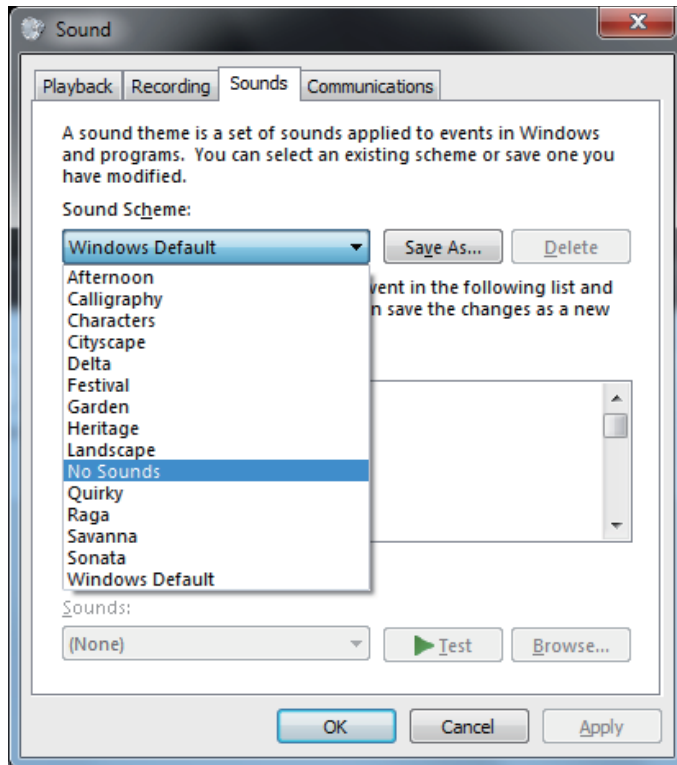 Sound
Playback Recording Sounds Communications
A sound theme is a set of sounds applied to events in Windows
and programs. You can select an existing scheme or save one you
have modified.
Sound Scheme:
Windows Default Save As... Delete
Afternoon
Calligraphy
Characters
Cityscape
Delta
Festival
Garden
Heritage
Landscape
No Sounds
Quirky
Raga
Savanna
Sonata
Windows Default
in the following list and
save the changes as a new
Sounds:
(None) Test Browse...
OK Cancel Apply